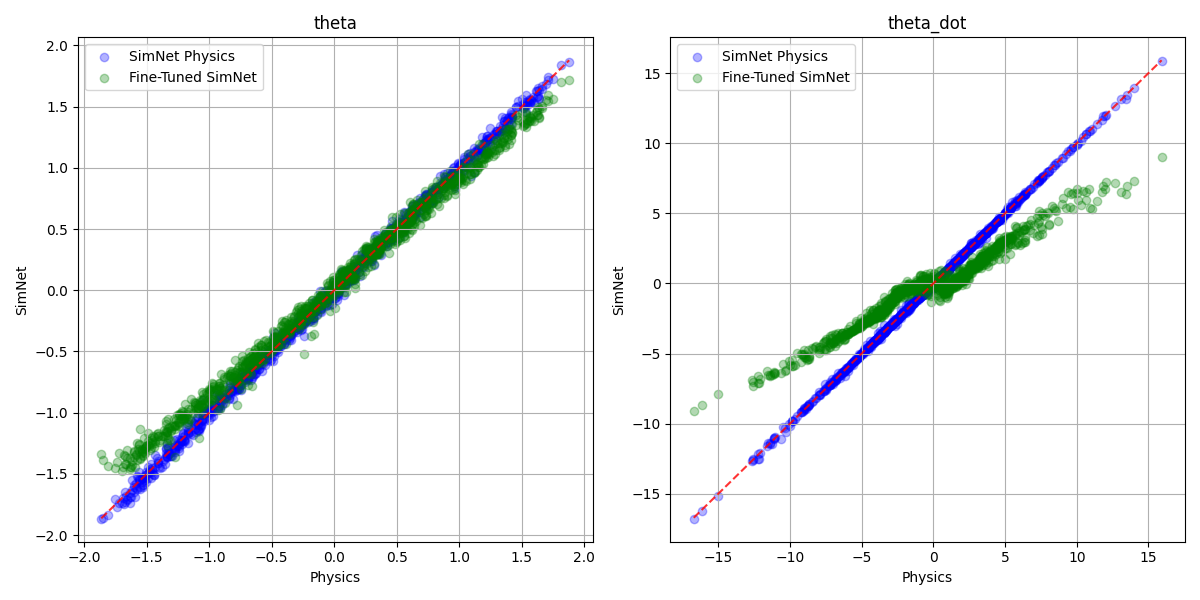 theta
SimNet Physics
Fine-Tuned SimNet
2.0
1.5
1.0
0.5
0.0
−0.5
−1.0
−1.5
−2.0
SimNet
−2.0 −1.5 −1.0 −0.5 0.0 0.5 1.0 1.5 2.0
Physics
theta_dot
SimNet Physics
Fine-Tuned SimNet
15
10
5
0
−5
−10
−15
SimNet
−15 −10 −5 0 5 10 15
Physics